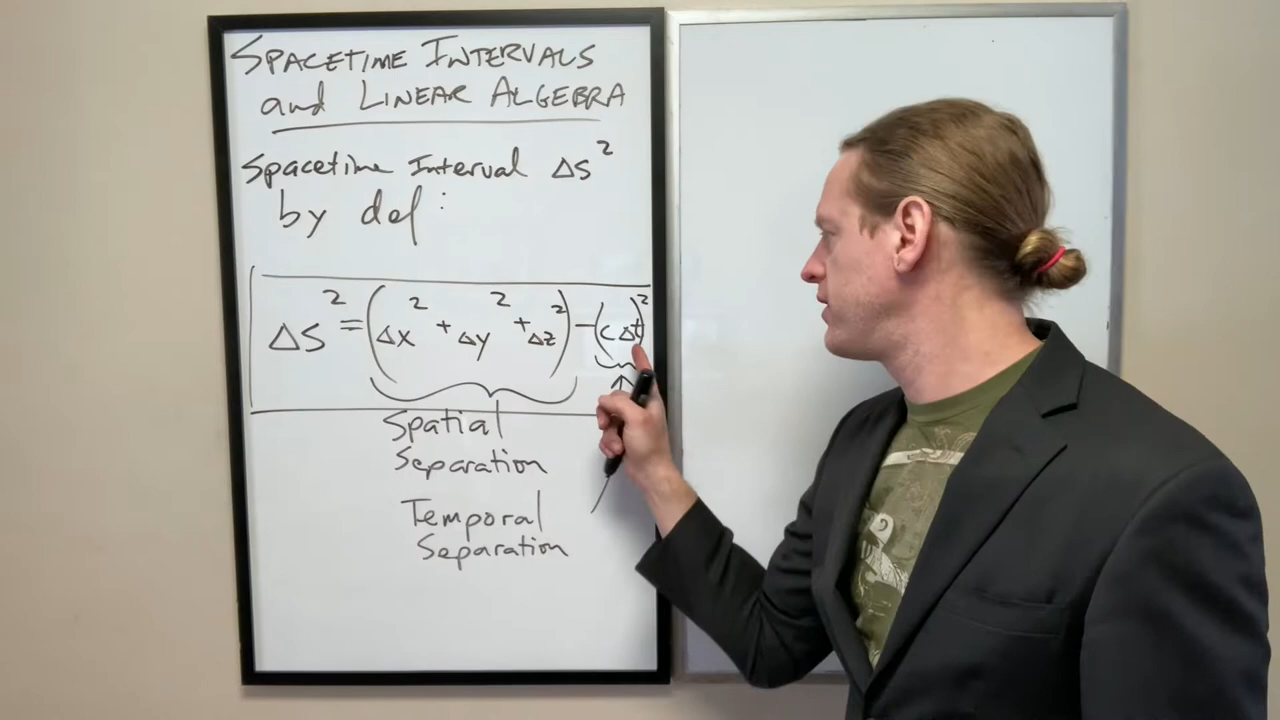 SPACETIME INTERVALS
and LINEAR ALGEBRA
Spacetime Interval Δs²
by def:
Δs² = (Δx² + Δy² + Δz²) - (cΔt)²
Spatial
Separation
Temporal
Separation